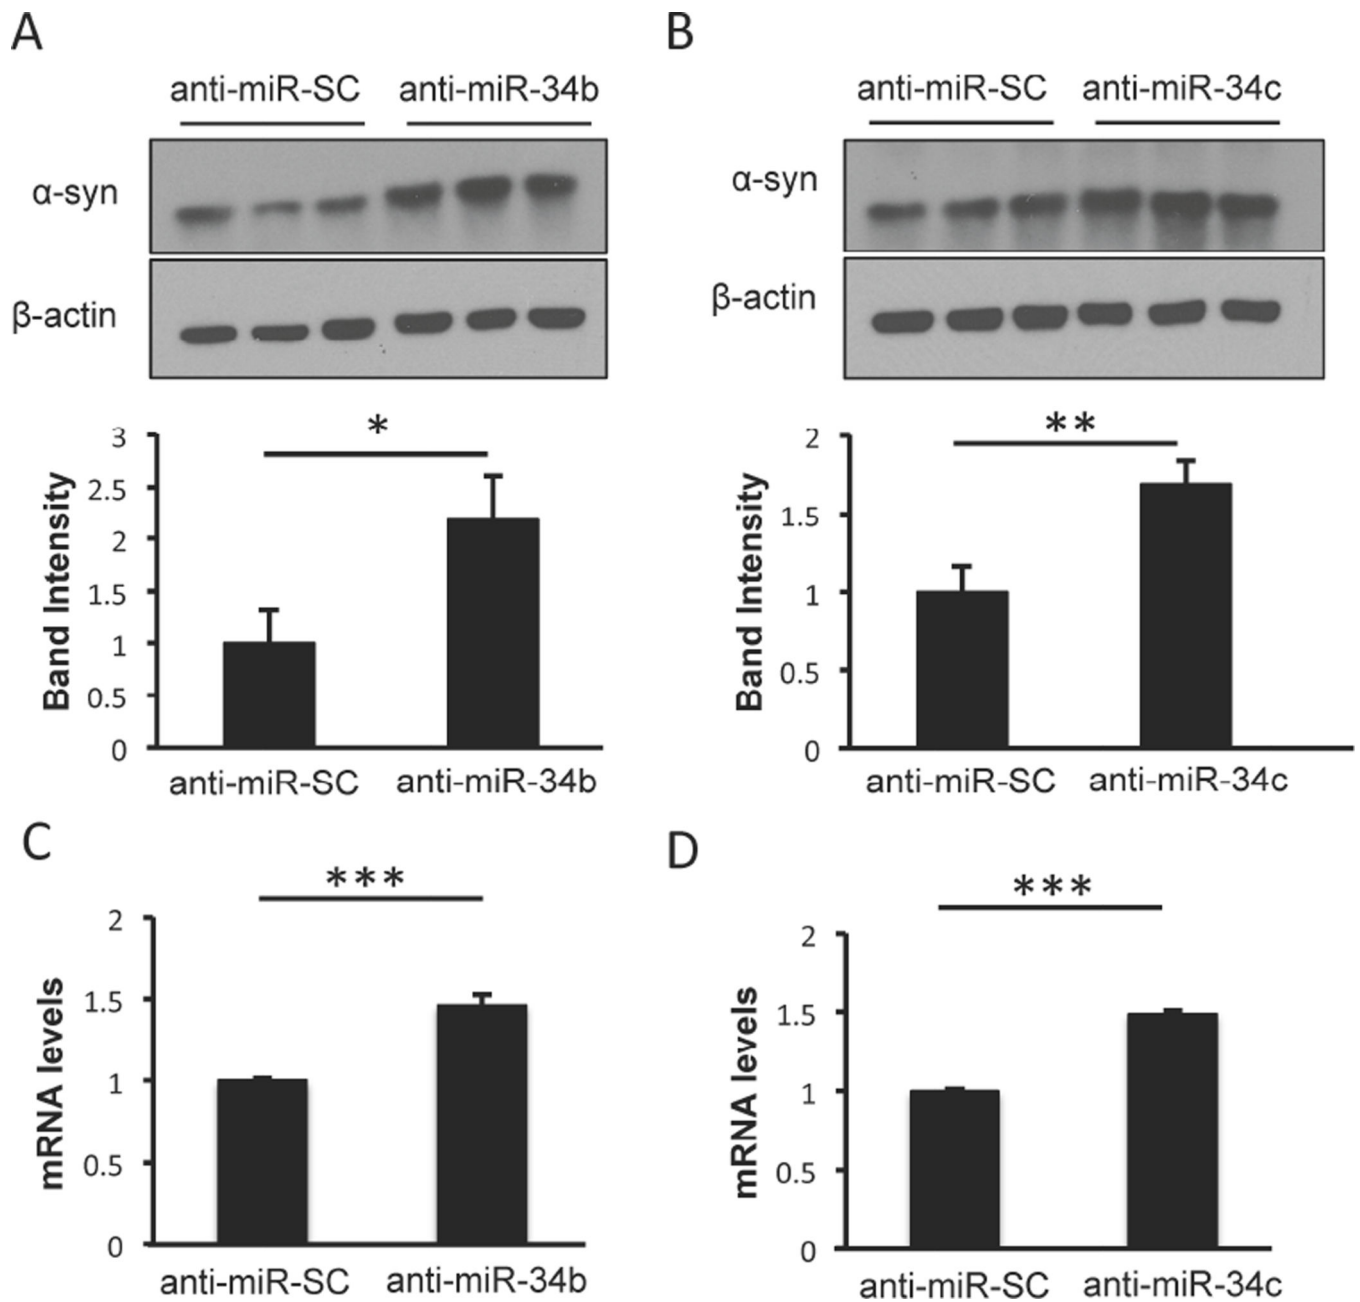 A
anti-miR-SC anti-miR-34b
α-syn
β-actin
*
3
2.5
2
1.5
1
0.5
0
Band Intensity
anti-miR-SC anti-miR-34b
B
anti-miR-SC anti-miR-34c
α-syn
β-actin
**
2
1.5
1
0.5
0
Band Intensity
anti-miR-SC anti-miR-34c
C
***
2
1.5
1
0.5
0
mRNA levels
anti-miR-SC anti-miR-34b
D
***
2
1.5
1
0.5
0
mRNA levels
anti-miR-SC anti-miR-34c